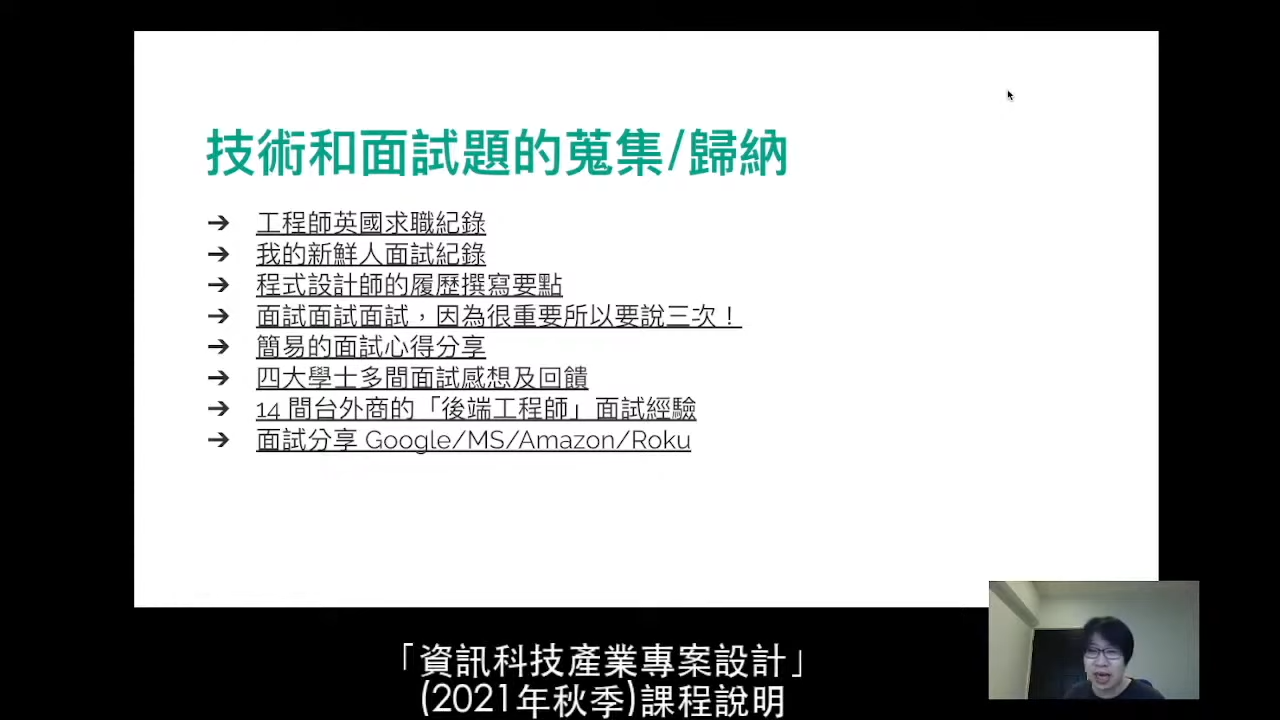 技術和面試題的蒐集/歸納
➔ 工程師英國求職紀錄
➔ 我的新鮮人面試紀錄
➔ 程式設計師的履歷撰寫要點
➔ 面試面試面試，因為很重要所以要說三次！
➔ 簡易的面試心得分享
➔ 四大學士多間面試感想及回饋
➔ 14 間台外商的「後端工程師」面試經驗
➔ 面試分享 Google/MS/Amazon/Roku
「資訊科技產業專案設計」
(2021年秋季)課程說明